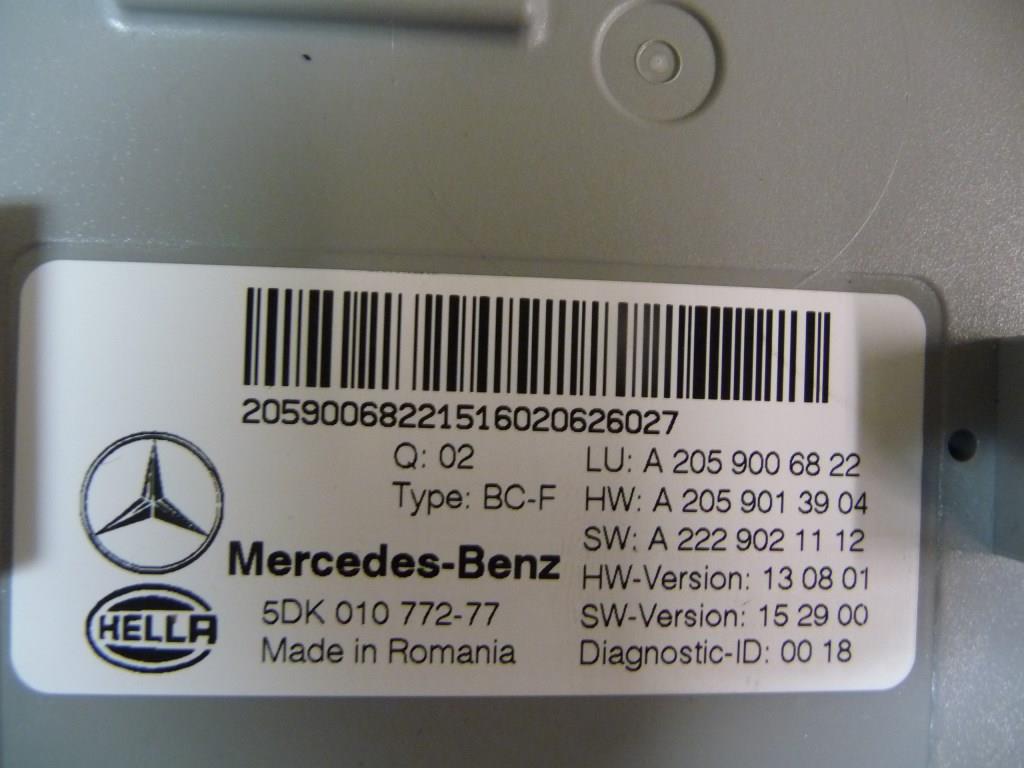 20590068221516020626027
Q: 02
Type: BC-F
LU: A 205 900 68 22
HW: A 205 901 39 04
SW: A 222 902 11 12
HW-Version: 13 08 01
SW-Version: 15 29 00
Diagnostic-ID: 00 18
Mercedes-Benz
HELLA
5DK 010 772-77
Made in Romania